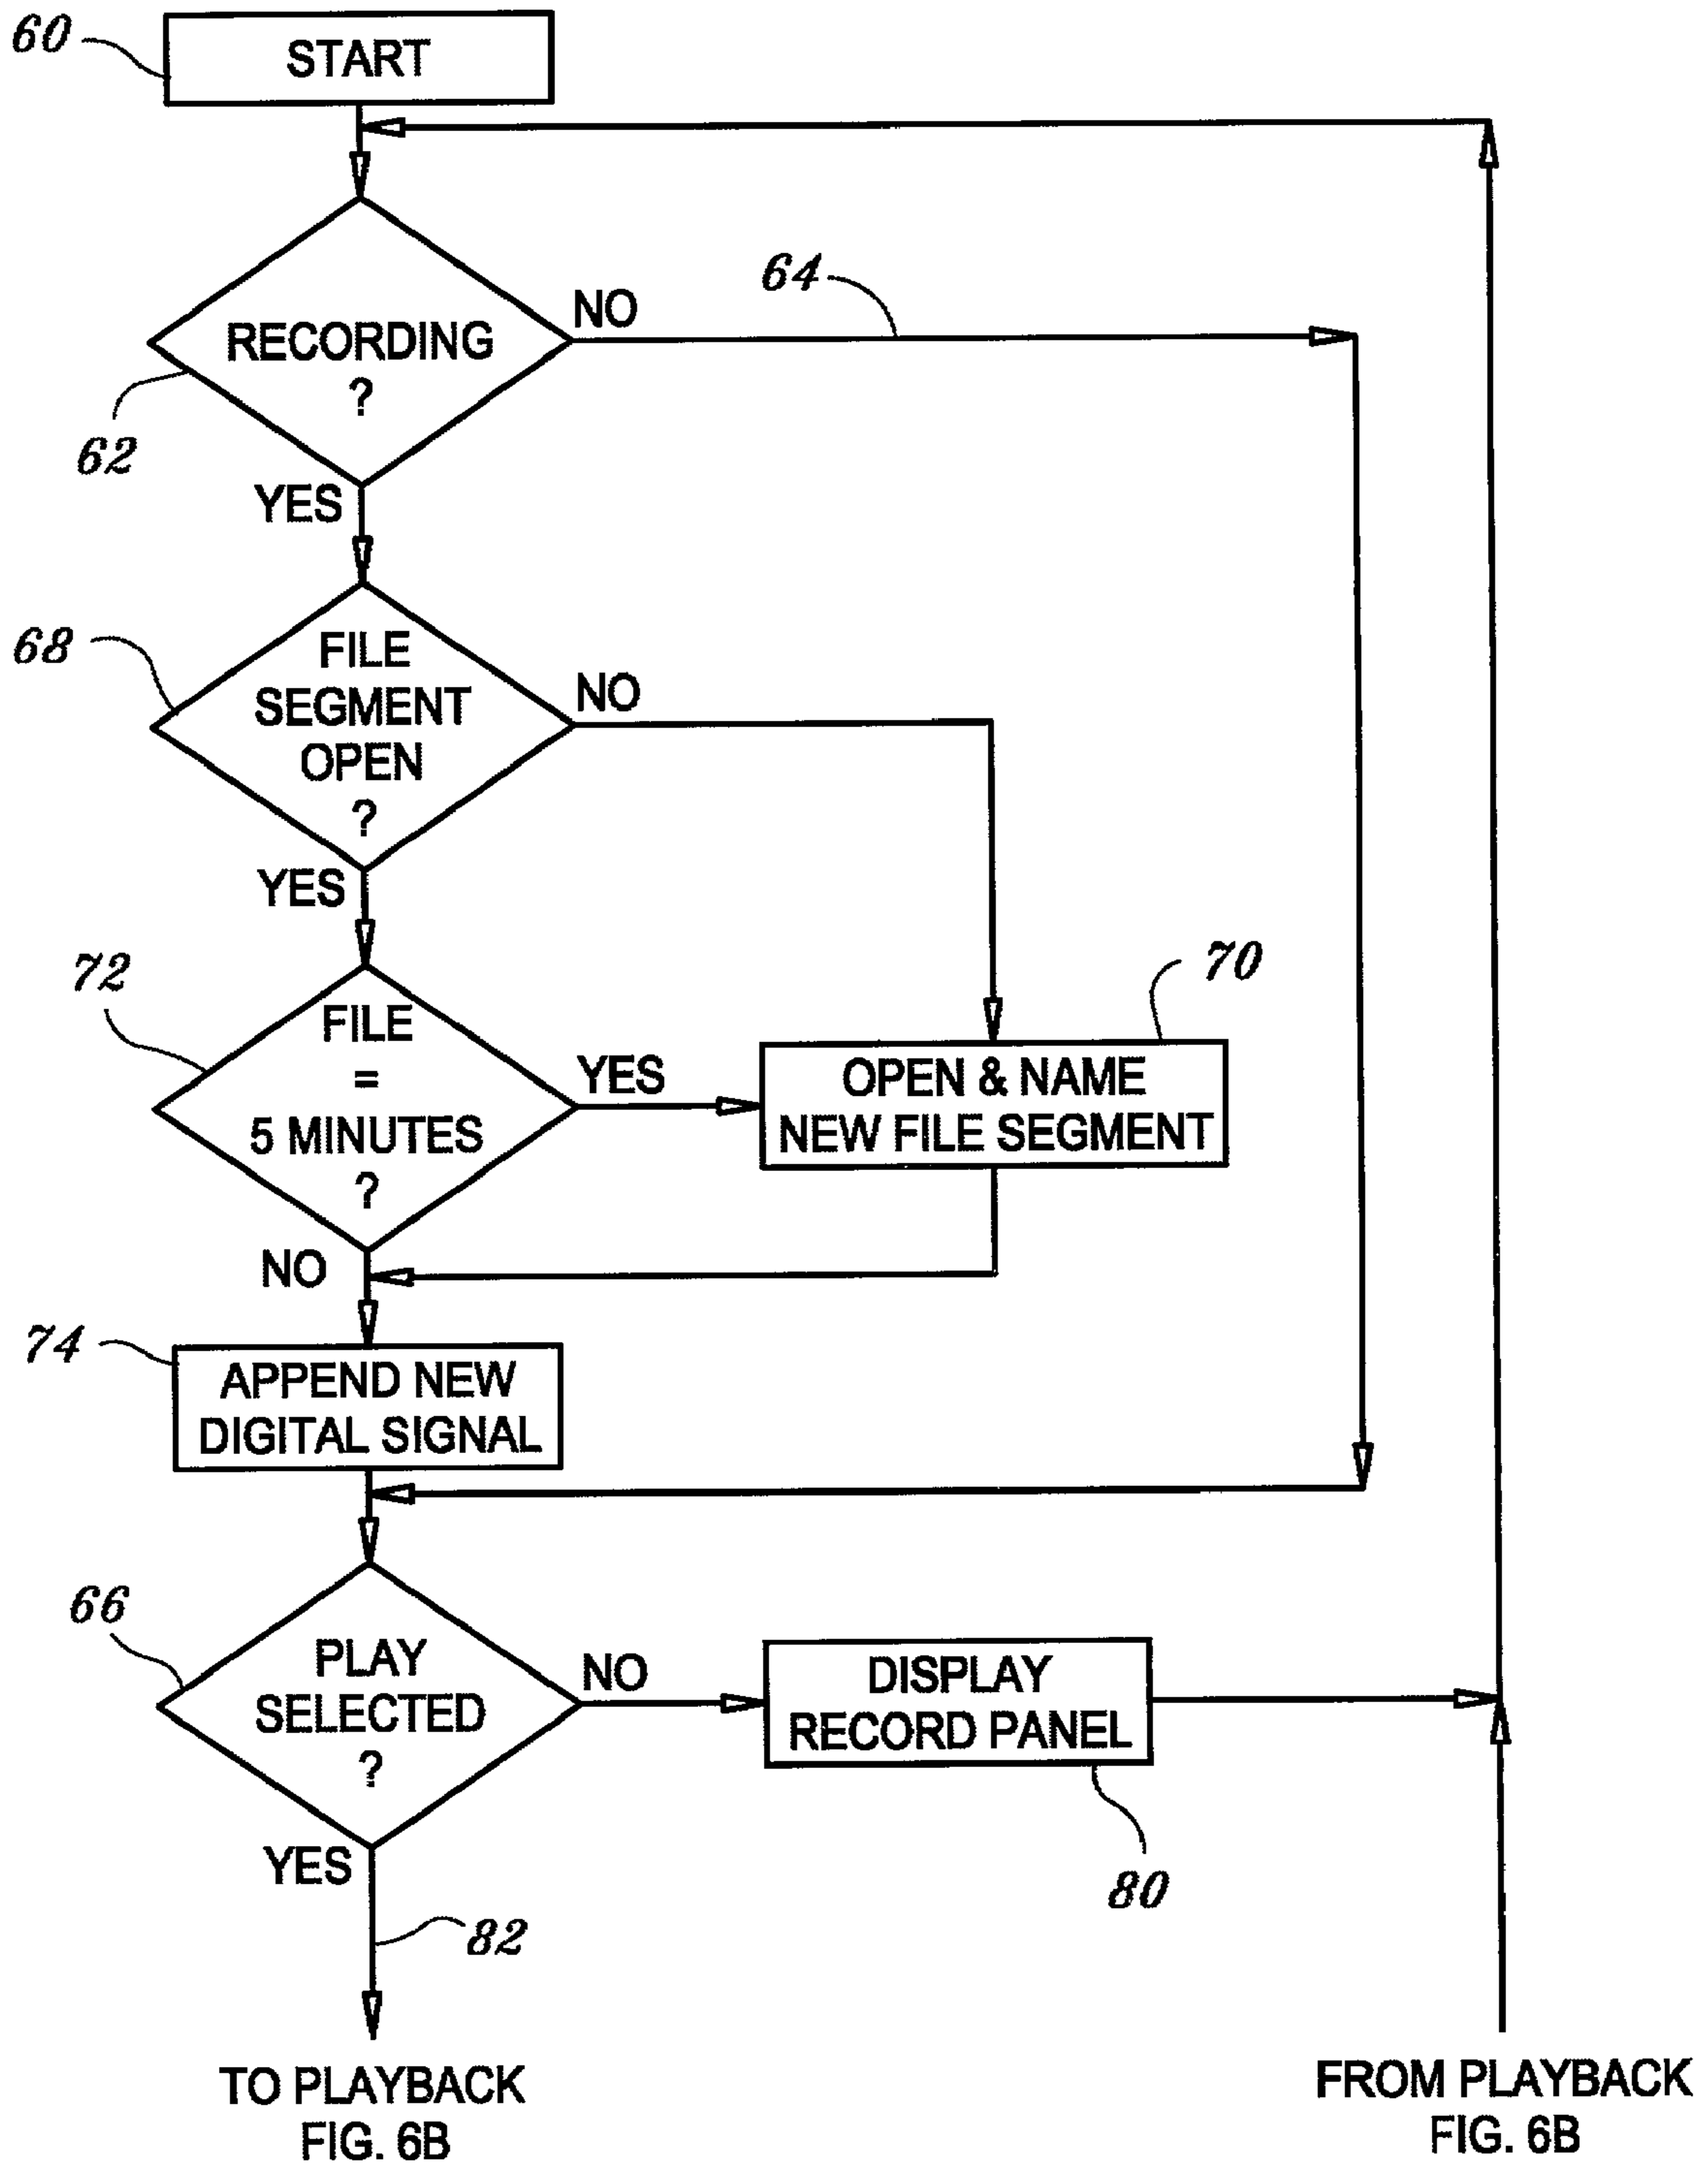 60
START
64
NO
RECORDING
?
62
YES
68
FILE
SEGMENT
OPEN
?
NO
YES
72
FILE
=
5 MINUTES
?
YES
70
OPEN & NAME
NEW FILE SEGMENT
NO
74
APPEND NEW
DIGITAL SIGNAL
66
PLAY
SELECTED
?
NO
DISPLAY
RECORD PANEL
80
YES
82
TO PLAYBACK
FIG. 6B
FROM PLAYBACK
FIG. 6B